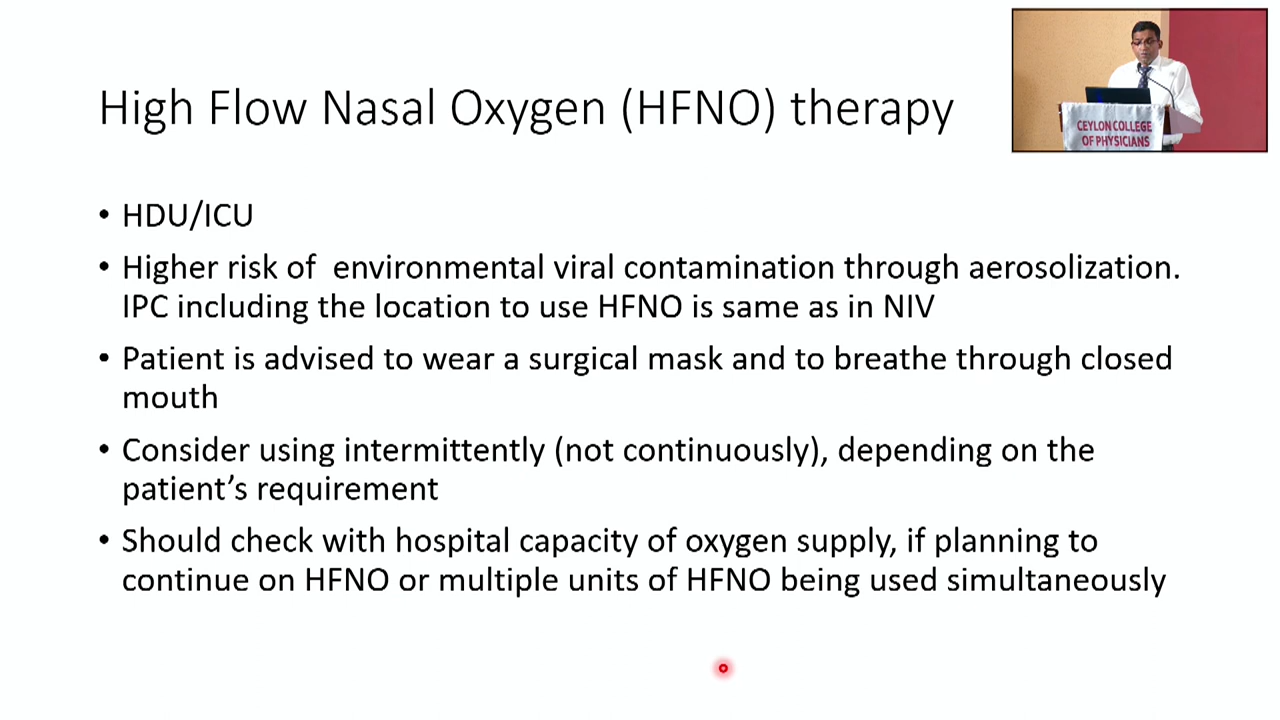 High Flow Nasal Oxygen (HFNO) therapy
CEYLON COLLEGE
OF PHYSICIANS
• HDU/ICU
• Higher risk of  environmental viral contamination through aerosolization.
IPC including the location to use HFNO is same as in NIV
• Patient is advised to wear a surgical mask and to breathe through closed
mouth
• Consider using intermittently (not continuously), depending on the
patient’s requirement
• Should check with hospital capacity of oxygen supply, if planning to
continue on HFNO or multiple units of HFNO being used simultaneously